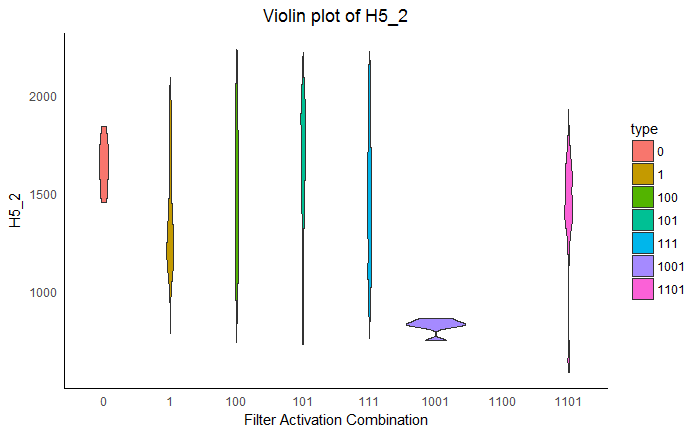 Violin plot of H5_2
H5_2
2000
1500
1000
0 1 100 101 111 1001 1100 1101
Filter Activation Combination
type
0
1
100
101
111
1001
1101